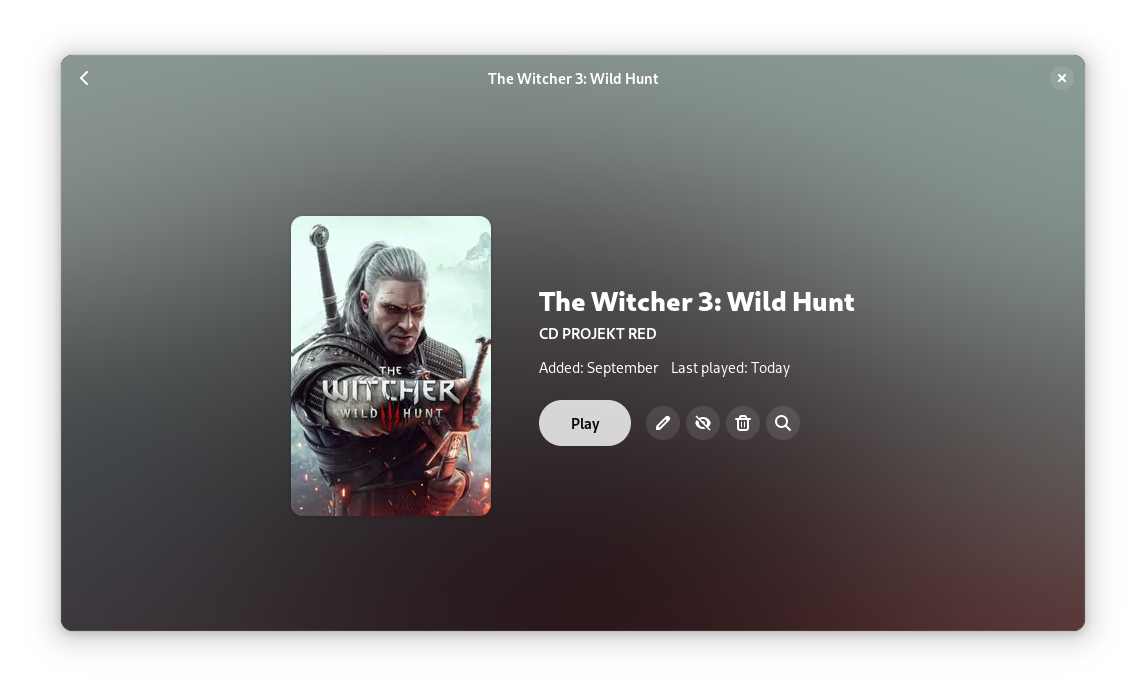 The Witcher 3: Wild Hunt
THE
WITCHER
WILD HUNT
The Witcher 3: Wild Hunt
CD PROJEKT RED
Added: September Last played: Today
Play